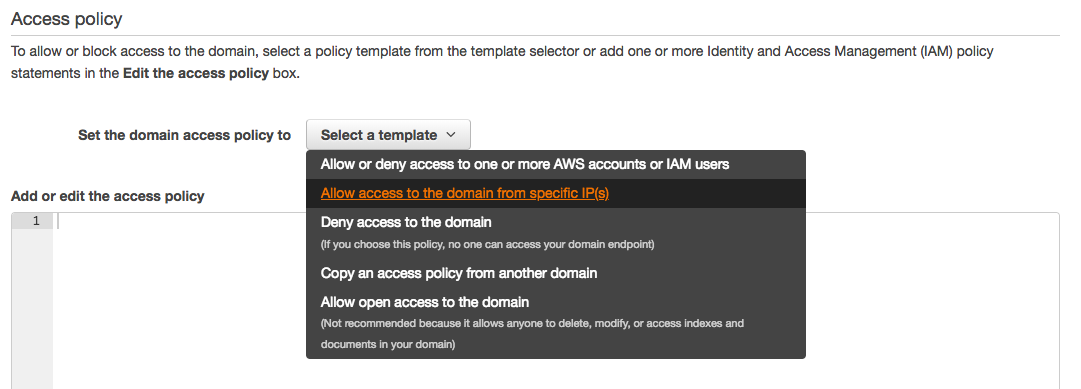 Access policy
To allow or block access to the domain, select a policy template from the template selector or add one or more Identity and Access Management (IAM) policy
statements in the Edit the access policy box.
Set the domain access policy to
Select a template
Allow or deny access to one or more AWS accounts or IAM users
Allow access to the domain from specific IP(s)
Deny access to the domain
(If you choose this policy, no one can access your domain endpoint)
Copy an access policy from another domain
Allow open access to the domain
(Not recommended because it allows anyone to delete, modify, or access indexes and
documents in your domain)
Add or edit the access policy
1